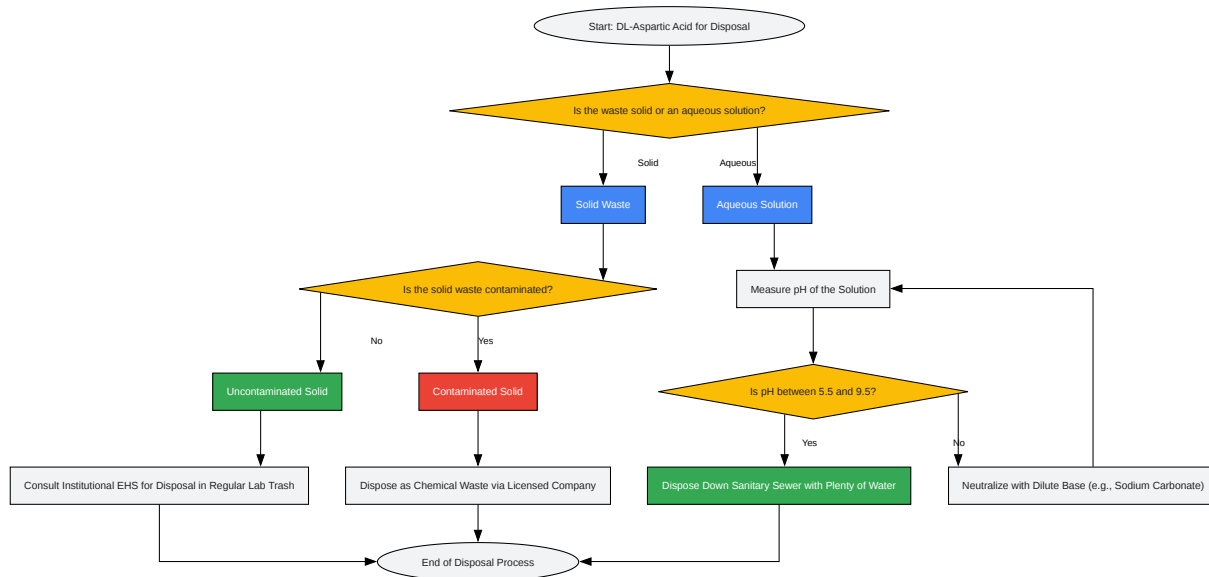 Start: DL-Aspartic Acid for Disposal
Is the waste solid or an aqueous solution?
Solid
Aqueous
Solid Waste
Aqueous Solution
Is the solid waste contaminated?
Measure pH of the Solution
No
Yes
Uncontaminated Solid
Contaminated Solid
Is pH between 5.5 and 9.5?
Yes
No
Consult Institutional EHS for Disposal in Regular Lab Trash
Dispose as Chemical Waste via Licensed Company
Dispose Down Sanitary Sewer with Plenty of Water
Neutralize with Dilute Base (e.g., Sodium Carbonate)
End of Disposal Process